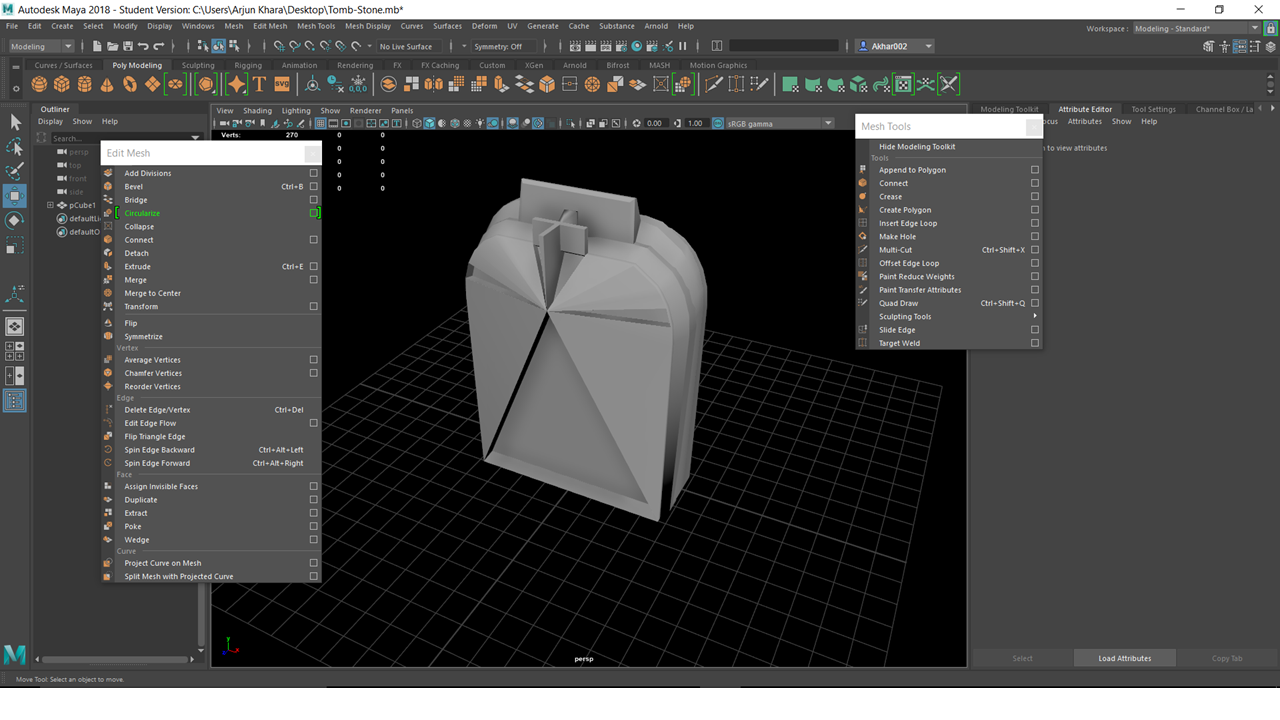 Autodesk Maya 2018 - Student Version: C:\Users\Arjun Khara\Desktop\Tomb-Stone.mb*
File Edit Create Select Modify Display Windows Mesh Edit Mesh Mesh Tools Mesh Display Curves Surfaces Deform UV Generate Cache Substance Arnold Help
Workspace : Modeling - Standard*
Modeling No Live Surface Symmetry: Off Akhar002
Curves / Surfaces Poly Modeling Sculpting Rigging Animation Rendering FX FX Caching Custom XGen Arnold Bifrost MASH Motion Graphics
SVG
Outliner
Display Show Help
Search...
persp
top
front
side
pCube1
defaultLi
defaultO
View Shading Lighting Show Renderer Panels
0.00 1.00 sRGB gamma
Verts: 270 0 0
0 0
0 0
0 0
0 0
Edit Mesh
Add Divisions
Bevel Ctrl+B
Bridge
Circularize
Collapse
Connect
Detach
Extrude Ctrl+E
Merge
Merge to Center
Transform
Flip
Symmetrize
Vertex
Average Vertices
Chamfer Vertices
Reorder Vertices
Edge
Delete Edge/Vertex Ctrl+Del
Edit Edge Flow
Flip Triangle Edge
Spin Edge Backward Ctrl+Alt+Left
Spin Edge Forward Ctrl+Alt+Right
Face
Assign Invisible Faces
Duplicate
Extract
Poke
Wedge
Curve
Project Curve on Mesh
Split Mesh with Projected Curve
persp
Modeling Toolkit Attribute Editor Tool Settings Channel Box / La
ocus Attributes Show Help
to view attributes
Mesh Tools
Hide Modeling Toolkit
Tools
Append to Polygon
Connect
Crease
Create Polygon
Insert Edge Loop
Make Hole
Multi-Cut Ctrl+Shift+X
Offset Edge Loop
Paint Reduce Weights
Paint Transfer Attributes
Quad Draw Ctrl+Shift+Q
Sculpting Tools
Slide Edge
Target Weld
Select Load Attributes Copy Tab
Move Tool: Select an object to move.